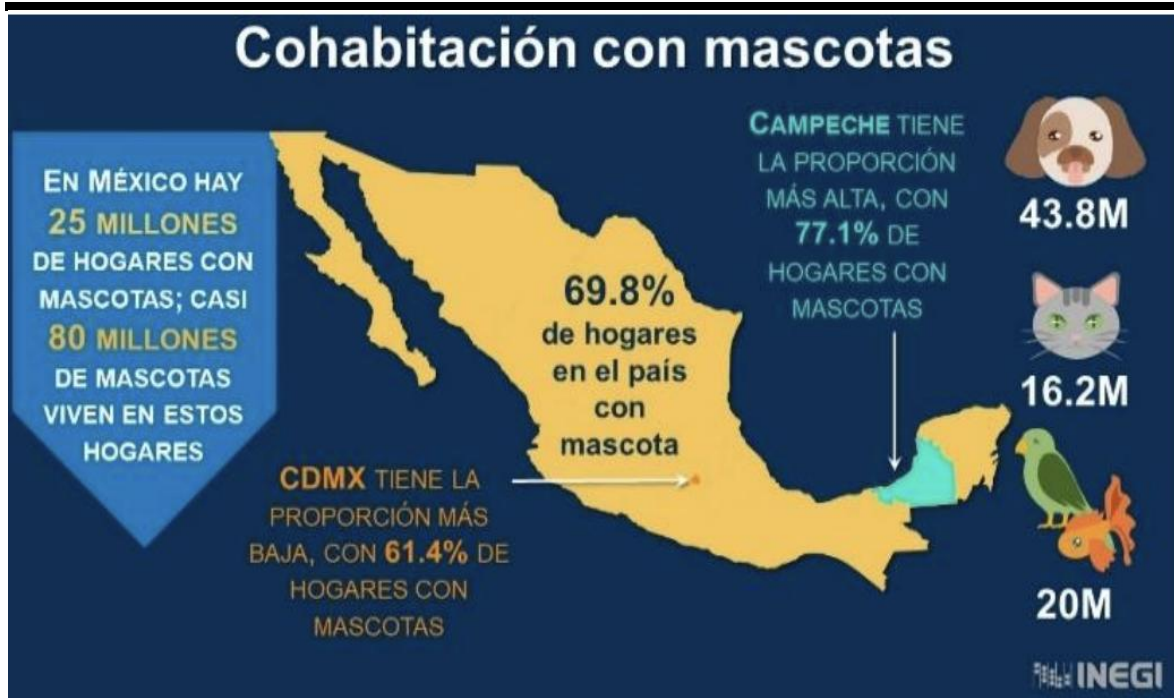 Cohabitación con mascotas
EN MÉXICO HAY
25 MILLONES
DE HOGARES CON
MASCOTAS; CASI
80 MILLONES
DE MASCOTAS
VIVEN EN ESTOS
HOGARES
69.8%
de hogares
en el país
con
mascota
CDMX TIENE LA
PROPORCIÓN MÁS
BAJA, CON 61.4% DE
HOGARES CON
MASCOTAS
CAMPECHE TIENE
LA PROPORCIÓN
MÁS ALTA, CON
77.1% DE
HOGARES CON
MASCOTAS
43.8M
16.2M
20M
INEGI